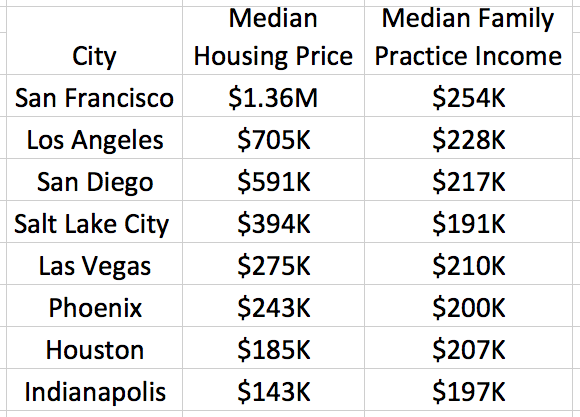 City Median Housing Price Median Family Practice Income
San Francisco $1.36M $254K
Los Angeles $705K $228K
San Diego $591K $217K
Salt Lake City $394K $191K
Las Vegas $275K $210K
Phoenix $243K $200K
Houston $185K $207K
Indianapolis $143K $197K